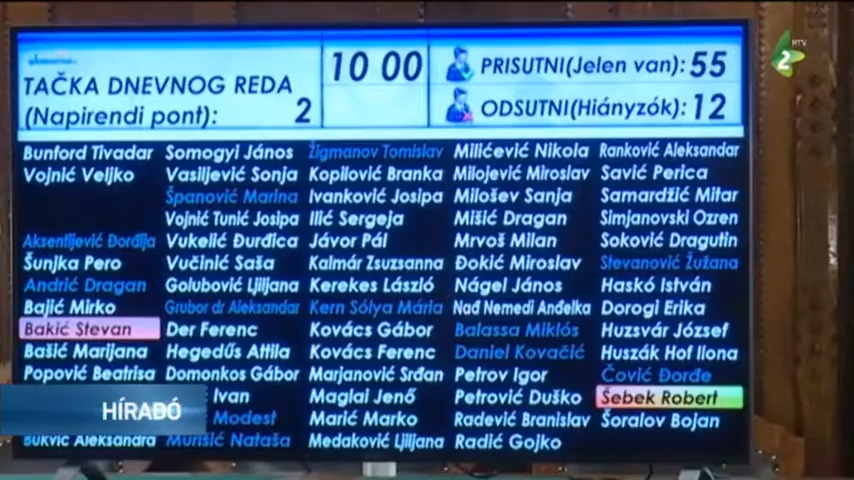 RTV
2
TAČKA DNEVNOG REDA
(Napirendi pont): 2
10 00
PRISUTNI(Jelen van): 55
ODSUTNI(Hiányzók): 12
Bunford Tivadar
Vojnić Veljko
Aksentijević Đorđija
Šunjka Pero
Andrić Dragan
Bajić Mirko
Bakić Stevan
Bašić Marijana
Popović Beatrisa
Bukvić Aleksandra
Somogyi János
Vasiljević Sonja
Španović Marina
Vojnić Tunić Josipa
Vukelić Đurđica
Vučinić Saša
Golubović Ljiljana
Grubor dr Aleksandar
Der Ferenc
Hegedűs Attila
Domonkos Gábor
Ivan
Modest
Murišić Nataša
Žigmanov Tomislav
Kopilović Branka
Ivanković Josipa
Ilić Sergeja
Jávor Pál
Kalmár Zsuzsanna
Kerekes László
Kern Sólya Mária
Kovács Gábor
Kovács Ferenc
Marjanović Srđan
Maglai Jenő
Marić Marko
Medaković Ljiljana
Milićević Nikola
Milojević Miroslav
Milošev Sanja
Mišić Dragan
Mrvoš Milan
Đokić Miroslav
Nágel János
Nađ Nemedi Anđelka
Balassa Miklós
Daniel Kovačić
Petrov Igor
Petrović Duško
Radević Branislav
Radić Gojko
Ranković Aleksandar
Savić Perica
Samardžić Mitar
Simjanovski Ozren
Soković Dragutin
Stevanović Žužana
Haskó István
Dorogi Erika
Huzsvár József
Huszák Hof Ilona
Čović Đorđe
Šebek Robert
Šoralov Bojan
HÍRADÓ